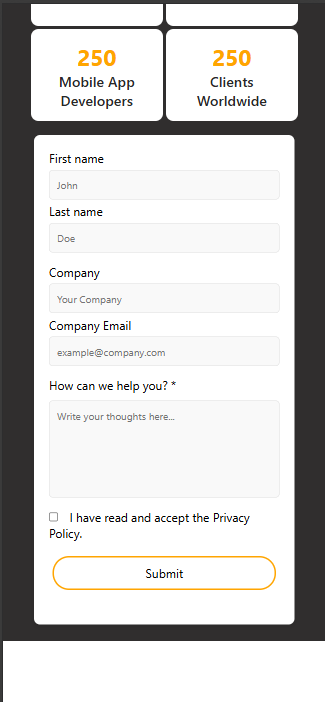 250
250
Mobile App
Developers
Clients
Worldwide
First name
John
Last name
Doe
Company
Your Company
Company Email
example@company.com
How can we help you? *
Write your thoughts here...
I have read and accept the Privacy
Policy.
Submit